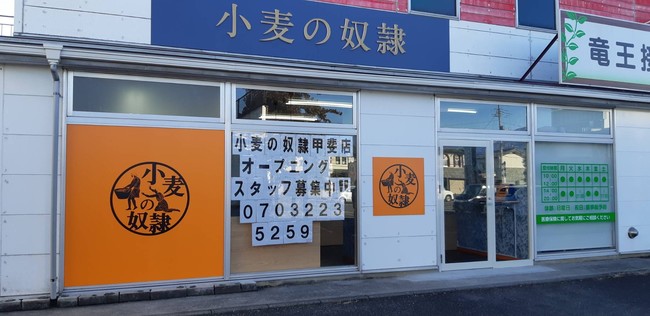 小麦の奴隷
竜王接
小麦の奴隷
小麦の奴隷甲斐店
オープニング
スタッフ募集中!!
0703223
5259
小麦の奴隷